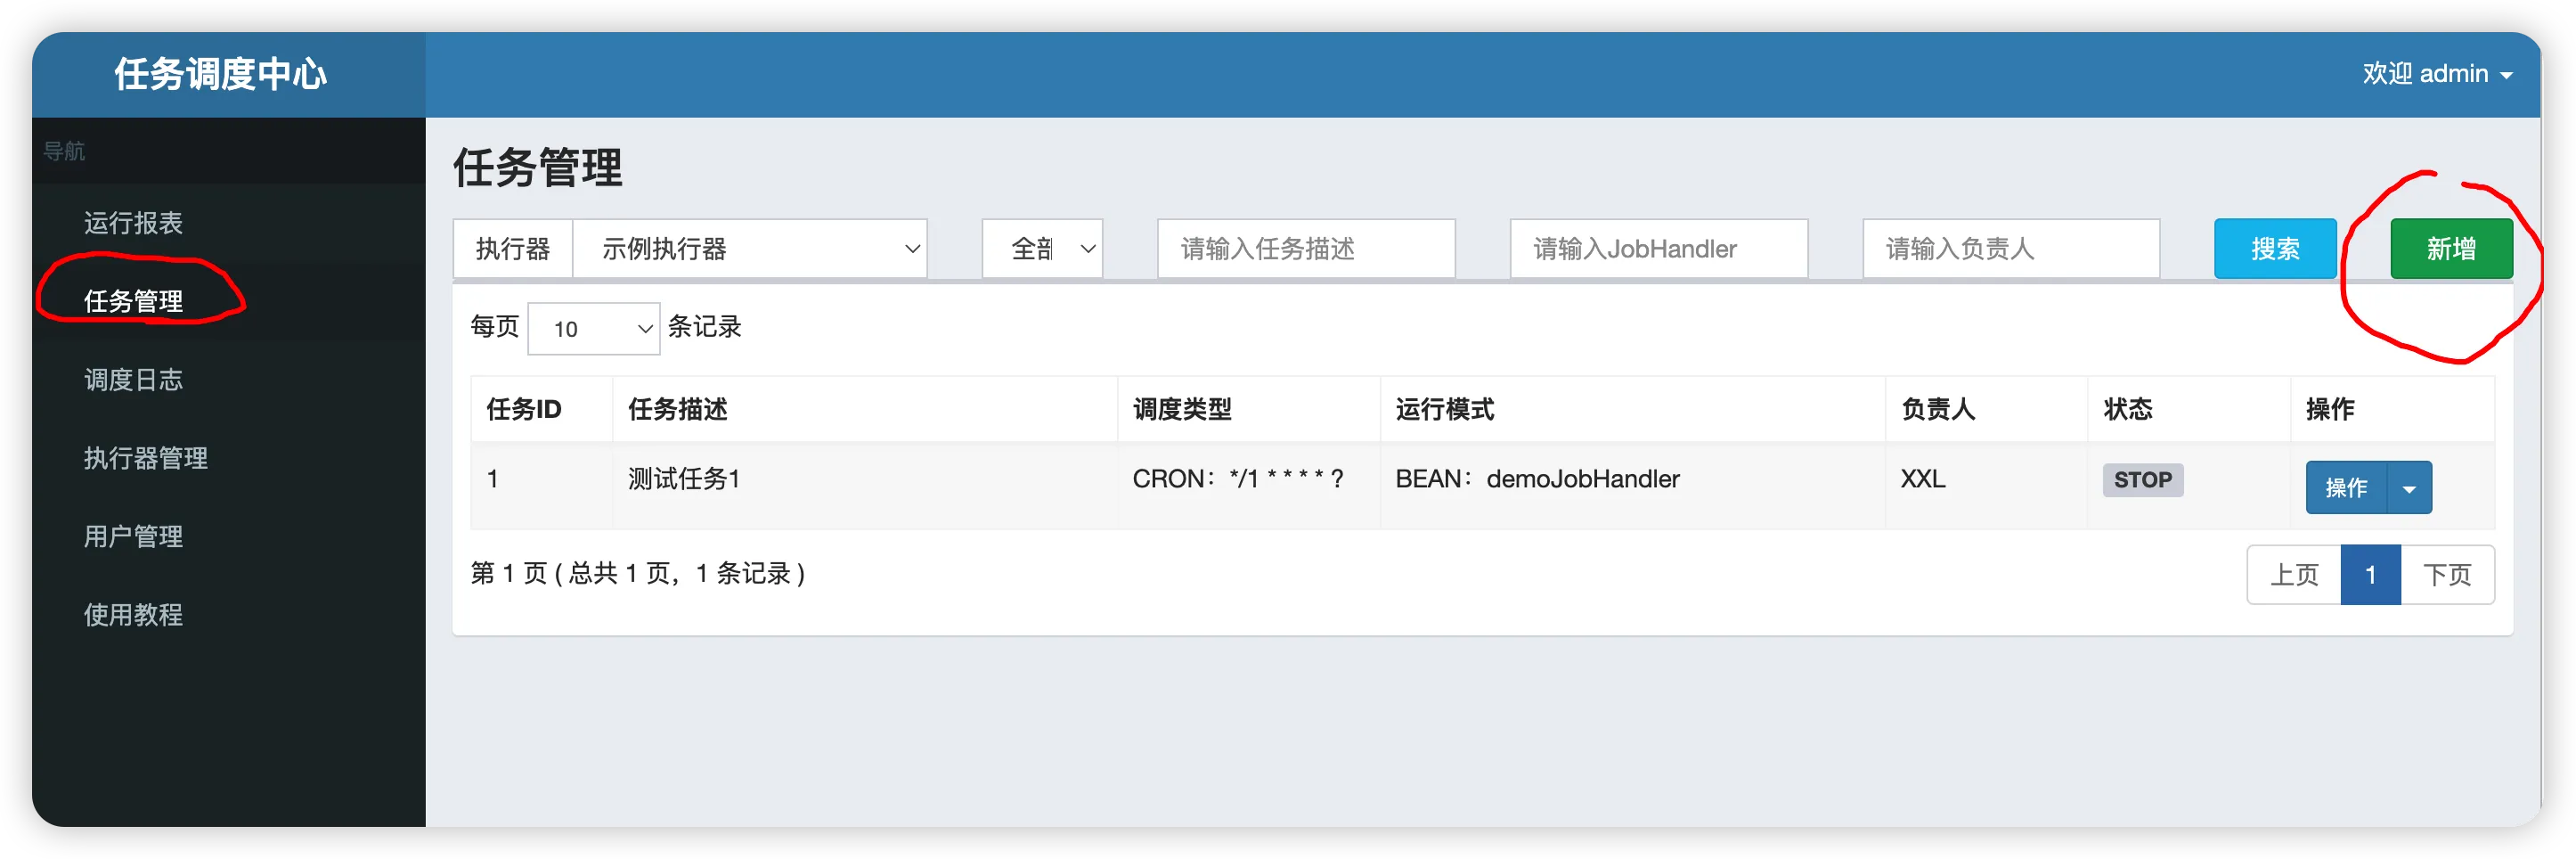 任务调度中心
欢迎 admin
导航
运行报表
任务管理
调度日志
执行器管理
用户管理
使用教程
任务管理
执行器 示例执行器 全部 请输入任务描述 请输入JobHandler 请输入负责人 搜索 新增
每页 10 条记录
任务ID 任务描述 调度类型 运行模式 负责人 状态 操作
1 测试任务1 CRON：*/1 * * * * ? BEAN：demoJobHandler XXL STOP 操作
第 1 页 ( 总共 1 页，1 条记录 )
上页 1 下页